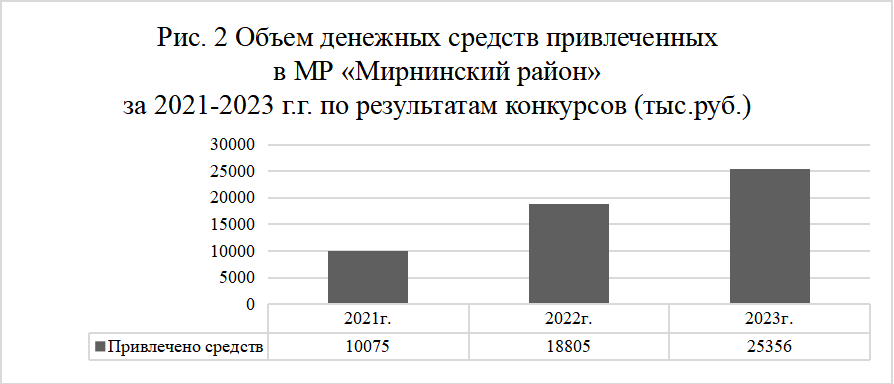 Рис. 2 Объем денежных средств привлеченных
в МР «Мирнинский район»
за 2021-2023 г.г. по результатам конкурсов (тыс.руб.)
30000
25000
20000
15000
10000
5000
0
2021г. 2022г. 2023г.
Привлечено средств 10075 18805 25356